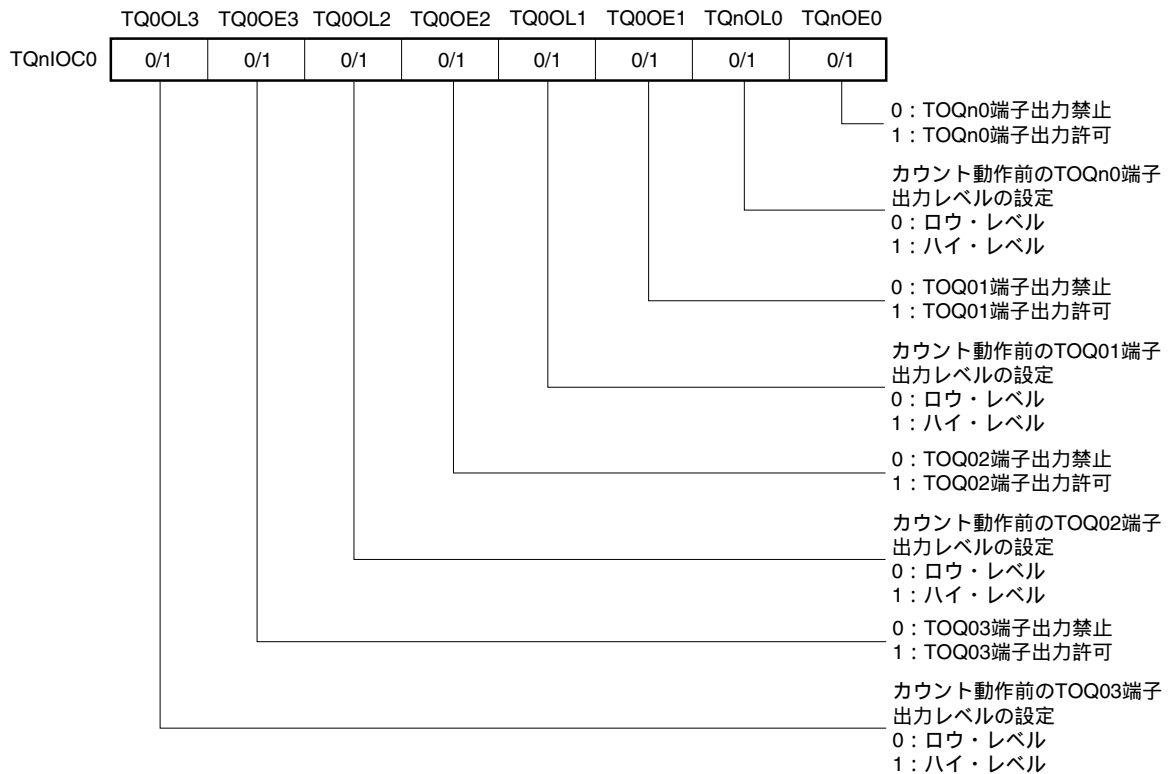 TQ0OL3 TQ0OE3 TQ0OL2 TQ0OE2 TQ0OL1 TQ0OE1 TQnOL0 TQnOE0
TQnIOC0 0/1 0/1 0/1 0/1 0/1 0/1 0/1 0/1
0:TOQn0端子出力禁止
1:TOQn0端子出力許可
カウント動作前のTOQn0端子
出力レベルの設定
0:ロウ・レベル
1:ハイ・レベル
0:TOQ01端子出力禁止
1:TOQ01端子出力許可
カウント動作前のTOQ01端子
出力レベルの設定
0:ロウ・レベル
1:ハイ・レベル
0:TOQ02端子出力禁止
1:TOQ02端子出力許可
カウント動作前のTOQ02端子
出力レベルの設定
0:ロウ・レベル
1:ハイ・レベル
0:TOQ03端子出力禁止
1:TOQ03端子出力許可
カウント動作前のTOQ03端子
出力レベルの設定
0:ロウ・レベル
1:ハイ・レベル